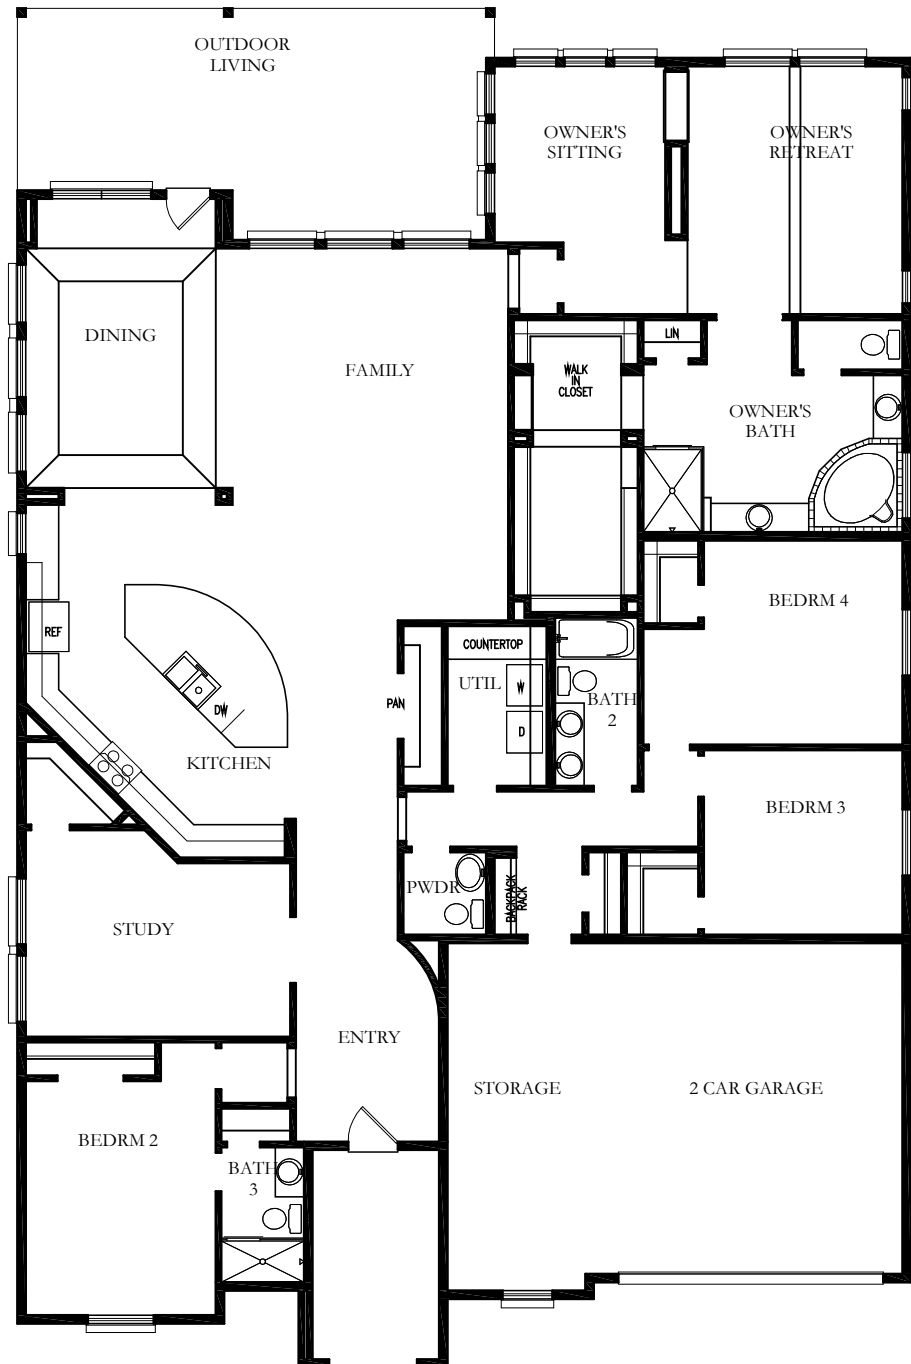 OUTDOOR
LIVING
OWNER'S
SITTING
OWNER'S
RETREAT
DINING
FAMILY
LIN
WALK
IN
CLOSET
OWNER'S
BATH
REF
DW
KITCHEN
PAN
COUNTERTOP
UTIL
W
D
BATH
2
BEDRM 4
BEDRM 3
PWDR
BACKPACK
RACK
STUDY
ENTRY
STORAGE
2 CAR GARAGE
BEDRM 2
BATH
3